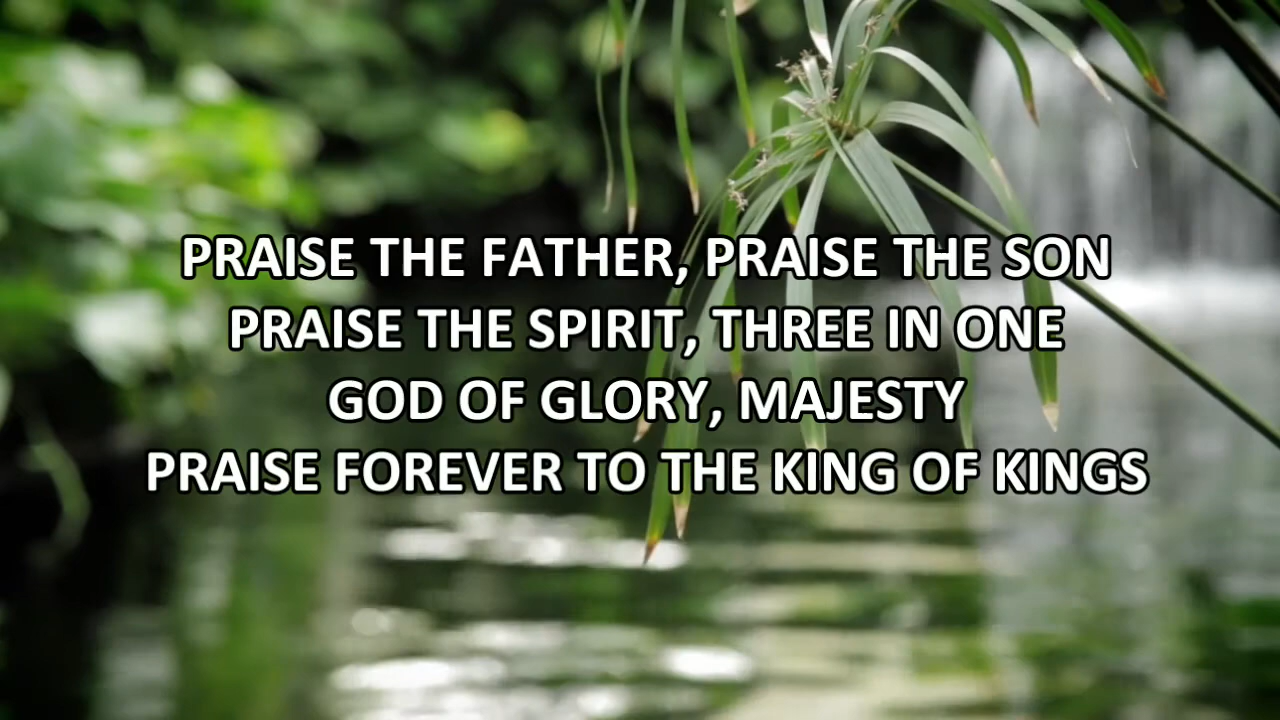 PRAISE THE FATHER, PRAISE THE SON
PRAISE THE SPIRIT, THREE IN ONE
GOD OF GLORY, MAJESTY
PRAISE FOREVER TO THE KING OF KINGS